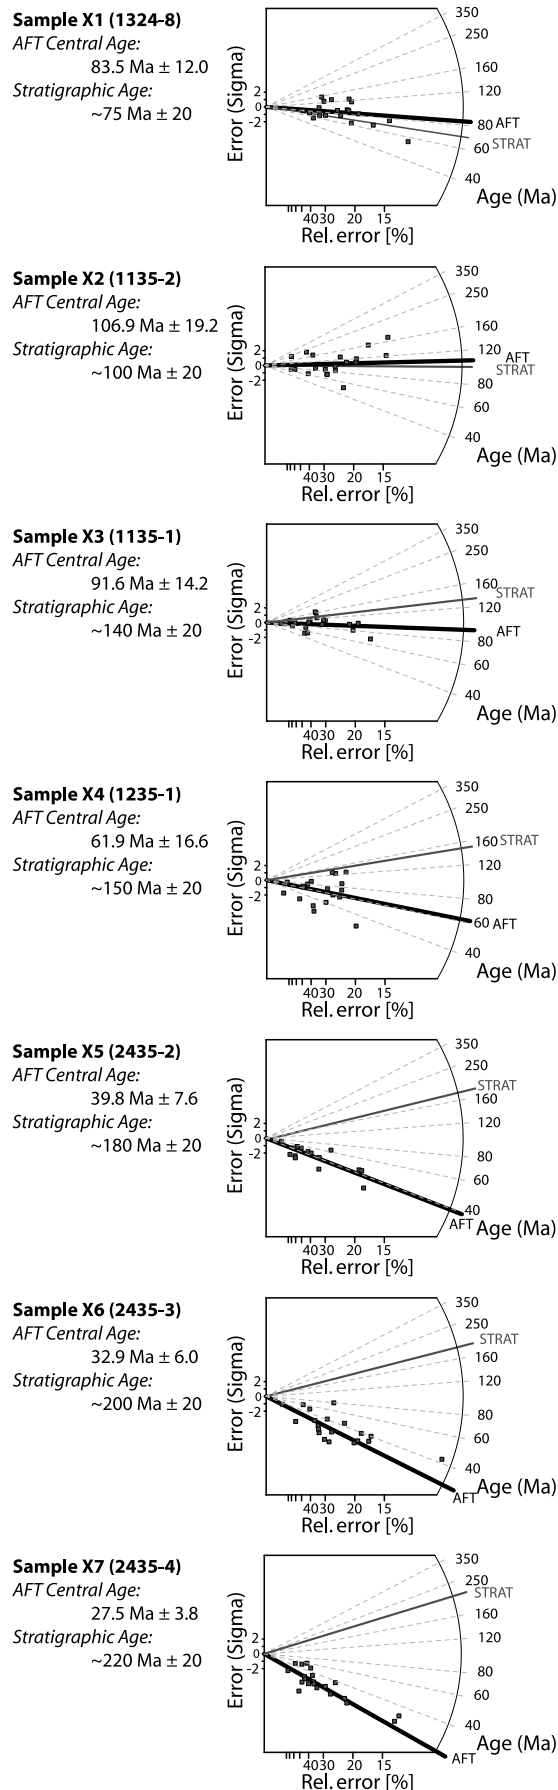 Sample X1 (1324-8)
AFT Central Age:
83.5 Ma ± 12.0
Stratigraphic Age:
~75 Ma ± 20
Error (Sigma)
2
0
-2
350
250
160
120
80
AFT
60
STRAT
40
Age (Ma)
40 30 20 15
Rel. error [%]
Sample X2 (1135-2)
AFT Central Age:
106.9 Ma ± 19.2
Stratigraphic Age:
~100 Ma ± 20
Error (Sigma)
2
0
-2
350
250
160
120
AFT
STRAT
80
60
40
Age (Ma)
40 30 20 15
Rel. error [%]
Sample X3 (1135-1)
AFT Central Age:
91.6 Ma ± 14.2
Stratigraphic Age:
~140 Ma ± 20
Error (Sigma)
2
0
-2
350
250
160
STRAT
120
AFT
80
60
40
Age (Ma)
40 30 20 15
Rel. error [%]
Sample X4 (1235-1)
AFT Central Age:
61.9 Ma ± 16.6
Stratigraphic Age:
~150 Ma ± 20
Error (Sigma)
2
0
-2
350
250
160 STRAT
120
80
60 AFT
40
Age (Ma)
40 30 20 15
Rel. error [%]
Sample X5 (2435-2)
AFT Central Age:
39.8 Ma ± 7.6
Stratigraphic Age:
~180 Ma ± 20
Error (Sigma)
2
0
-2
350
250
STRAT
160
120
80
60
40
AFT
Age (Ma)
40 30 20 15
Rel. error [%]
Sample X6 (2435-3)
AFT Central Age:
32.9 Ma ± 6.0
Stratigraphic Age:
~200 Ma ± 20
Error (Sigma)
2
0
-2
350
250
STRAT
160
120
80
60
40
Age (Ma)
AFT
40 30 20 15
Rel. error [%]
Sample X7 (2435-4)
AFT Central Age:
27.5 Ma ± 3.8
Stratigraphic Age:
~220 Ma ± 20
Error (Sigma)
2
0
-2
350
250
STRAT
160
120
80
60
40
Age (Ma)
AFT
40 30 20 15
Rel. error [%]